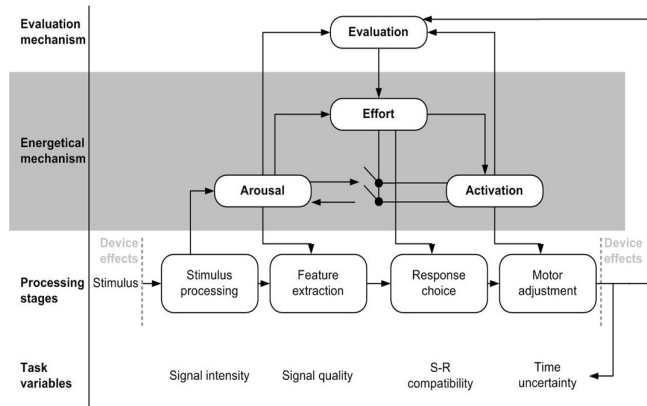 Evaluation
mechanism
Evaluation
Effort
Energetical
mechanism
Arousal
Activation
Device
effects
Device
effects
Processing
stages
Stimulus
Stimulus
processing
Feature
extraction
Response
choice
Motor
adjustment
Task
variables
Signal intensity
Signal quality
S-R
compatibility
Time
uncertainty